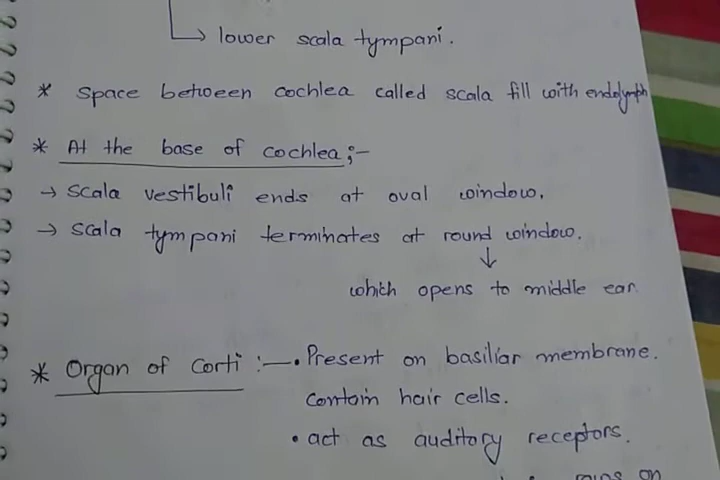 ↳ lower scala tympani.
* Space between cochlea called scala fill with endolymph
* At the base of cochlea;-
→ Scala vestibuli ends at oval window.
→ Scala tympani terminates at round window.
↓
which opens to middle ear.
* Organ of Corti :- • Present on basiliar membrane.
contain hair cells.
• act as auditory receptors.
on